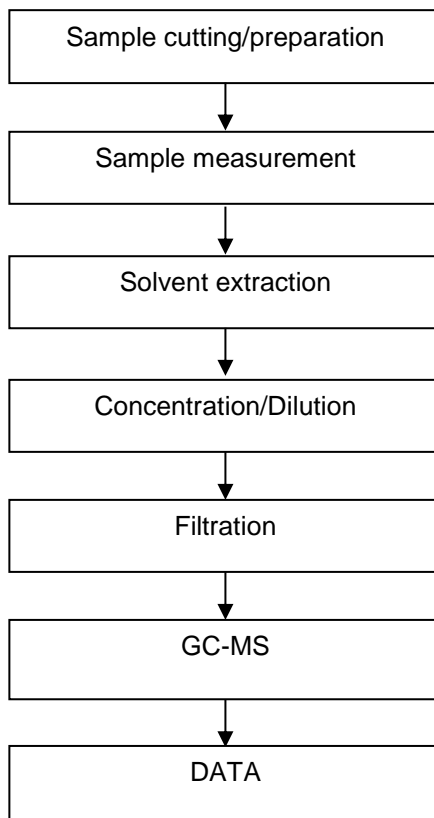 Sample cutting/preparation
Sample measurement
Solvent extraction
Concentration/Dilution
Filtration
GC-MS
DATA